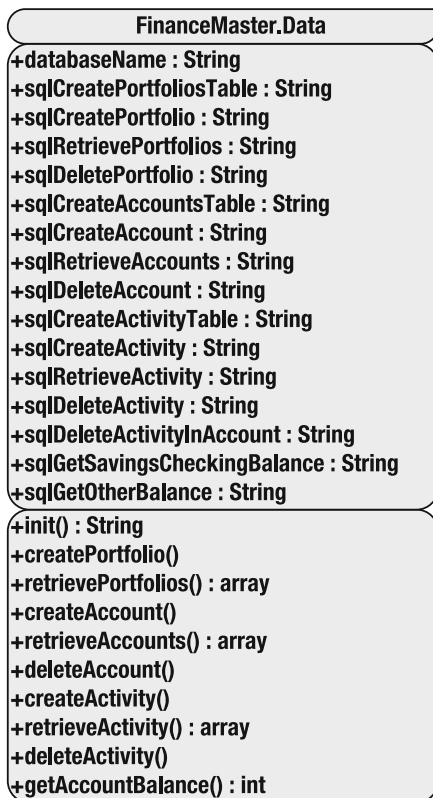 FinanceMaster.Data
+databaseName : String
+sqlCreatePortfoliosTable : String
+sqlCreatePortfolio : String
+sqlRetrievePortfolios : String
+sqlDeletePortfolio : String
+sqlCreateAccountsTable : String
+sqlCreateAccount : String
+sqlRetrieveAccounts : String
+sqlDeleteAccount : String
+sqlCreateActivityTable : String
+sqlCreateActivity : String
+sqlRetrieveActivity : String
+sqlDeleteActivity : String
+sqlDeleteActivityInAccount : String
+sqlGetSavingsCheckingBalance : String
+sqlGetOtherBalance : String
+init() : String
+createPortfolio()
+retrievePortfolios() : array
+createAccount()
+retrieveAccounts() : array
+deleteAccount()
+createActivity()
+retrieveActivity() : array
+deleteActivity()
+getAccountBalance() : int